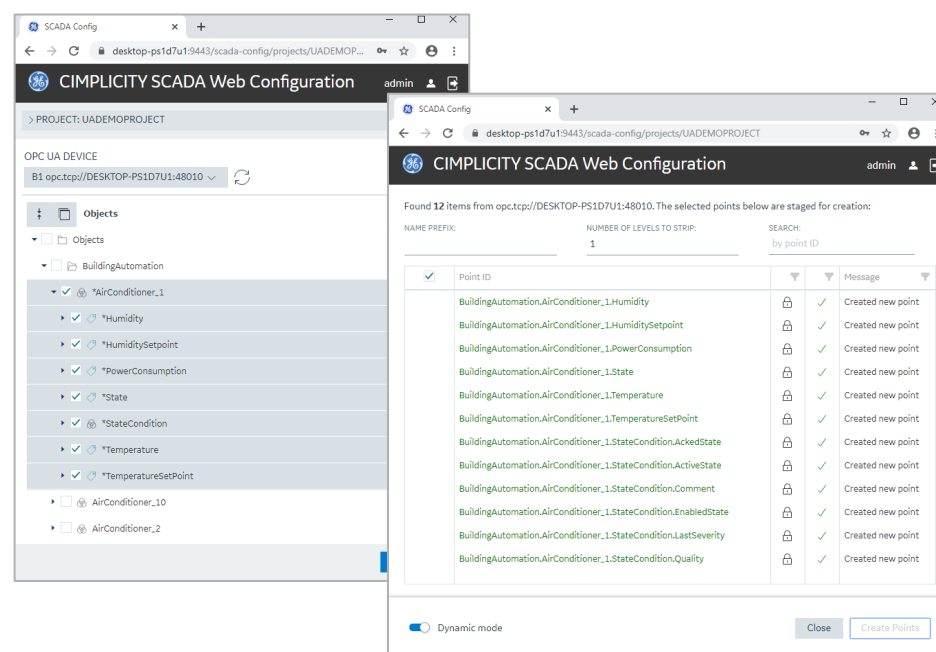 SCADA Config
desktop-ps1d7u1:9443/scada-config/projects/UADEMOP...
CIMPLICITY SCADA Web Configuration
admin
PROJECT: UADEMOPROJECT
OPC UA DEVICE
B1 opc.tcp://DESKTOP-PS1D7U1:48010
Objects
Objects
BuildingAutomation
*AirConditioner_1
*Humidity
*HumiditySetpoint
*PowerConsumption
*State
*StateCondition
*Temperature
*TemperatureSetPoint
AirConditioner_10
AirConditioner_2
SCADA Config
desktop-ps1d7u1:9443/scada-config/projects/UADEMOPROJECT
CIMPLICITY SCADA Web Configuration
admin
Found 12 items from opc.tcp://DESKTOP-PS1D7U1:48010. The selected points below are staged for creation:
NAME PREFIX: NUMBER OF LEVELS TO STRIP: SEARCH:
1 by point ID
Point ID Message
BuildingAutomation.AirConditioner_1.Humidity Created new point
BuildingAutomation.AirConditioner_1.HumiditySetpoint Created new point
BuildingAutomation.AirConditioner_1.PowerConsumption Created new point
BuildingAutomation.AirConditioner_1.State Created new point
BuildingAutomation.AirConditioner_1.Temperature Created new point
BuildingAutomation.AirConditioner_1.TemperatureSetPoint Created new point
BuildingAutomation.AirConditioner_1.StateCondition.AckedState Created new point
BuildingAutomation.AirConditioner_1.StateCondition.ActiveState Created new point
BuildingAutomation.AirConditioner_1.StateCondition.Comment Created new point
BuildingAutomation.AirConditioner_1.StateCondition.EnabledState Created new point
BuildingAutomation.AirConditioner_1.StateCondition.LastSeverity Created new point
BuildingAutomation.AirConditioner_1.StateCondition.Quality Created new point
Dynamic mode Close Create Points